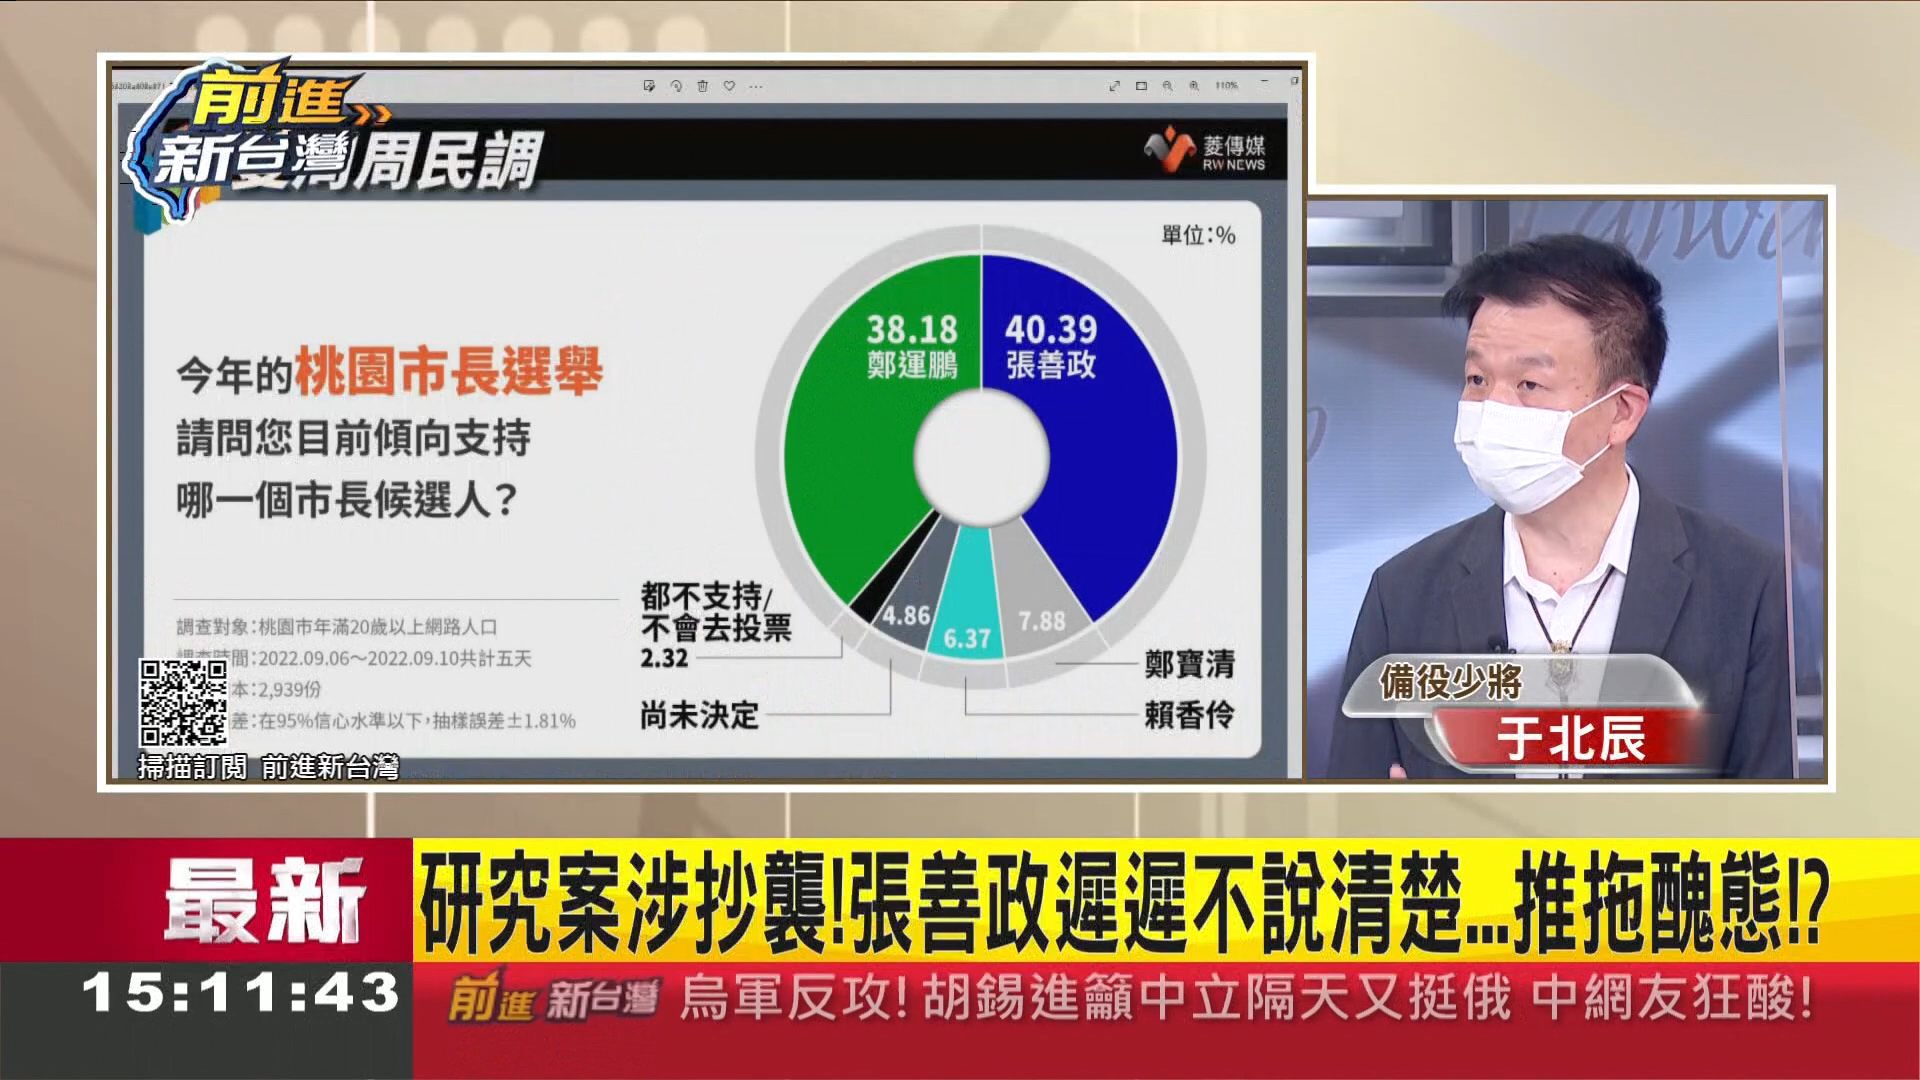 前進
新台灣
周民調
110%
菱傳媒
RW NEWS
單位:%
今年的桃園市長選舉
請問您目前傾向支持
哪一個市長候選人?
38.18
鄭運鵬
40.39
張善政
4.86
6.37
7.88
都不支持/
不會去投票
2.32
尚未決定
鄭寶清
賴香伶
調查對象:桃園市年滿20歲以上網路人口
間:2022.09.06~2022.09.10共計五天
本:2,939份
差:在95%信心水準以下,抽樣誤差±1.81%
掃描訂閱 前進新台灣
備役少將
于北辰
最新
研究案涉抄襲!張善政遲遲不說清楚...推拖醜態!?
15:11:43
前進新台灣 烏軍反攻! 胡錫進籲中立隔天又挺俄 中網友狂酸!